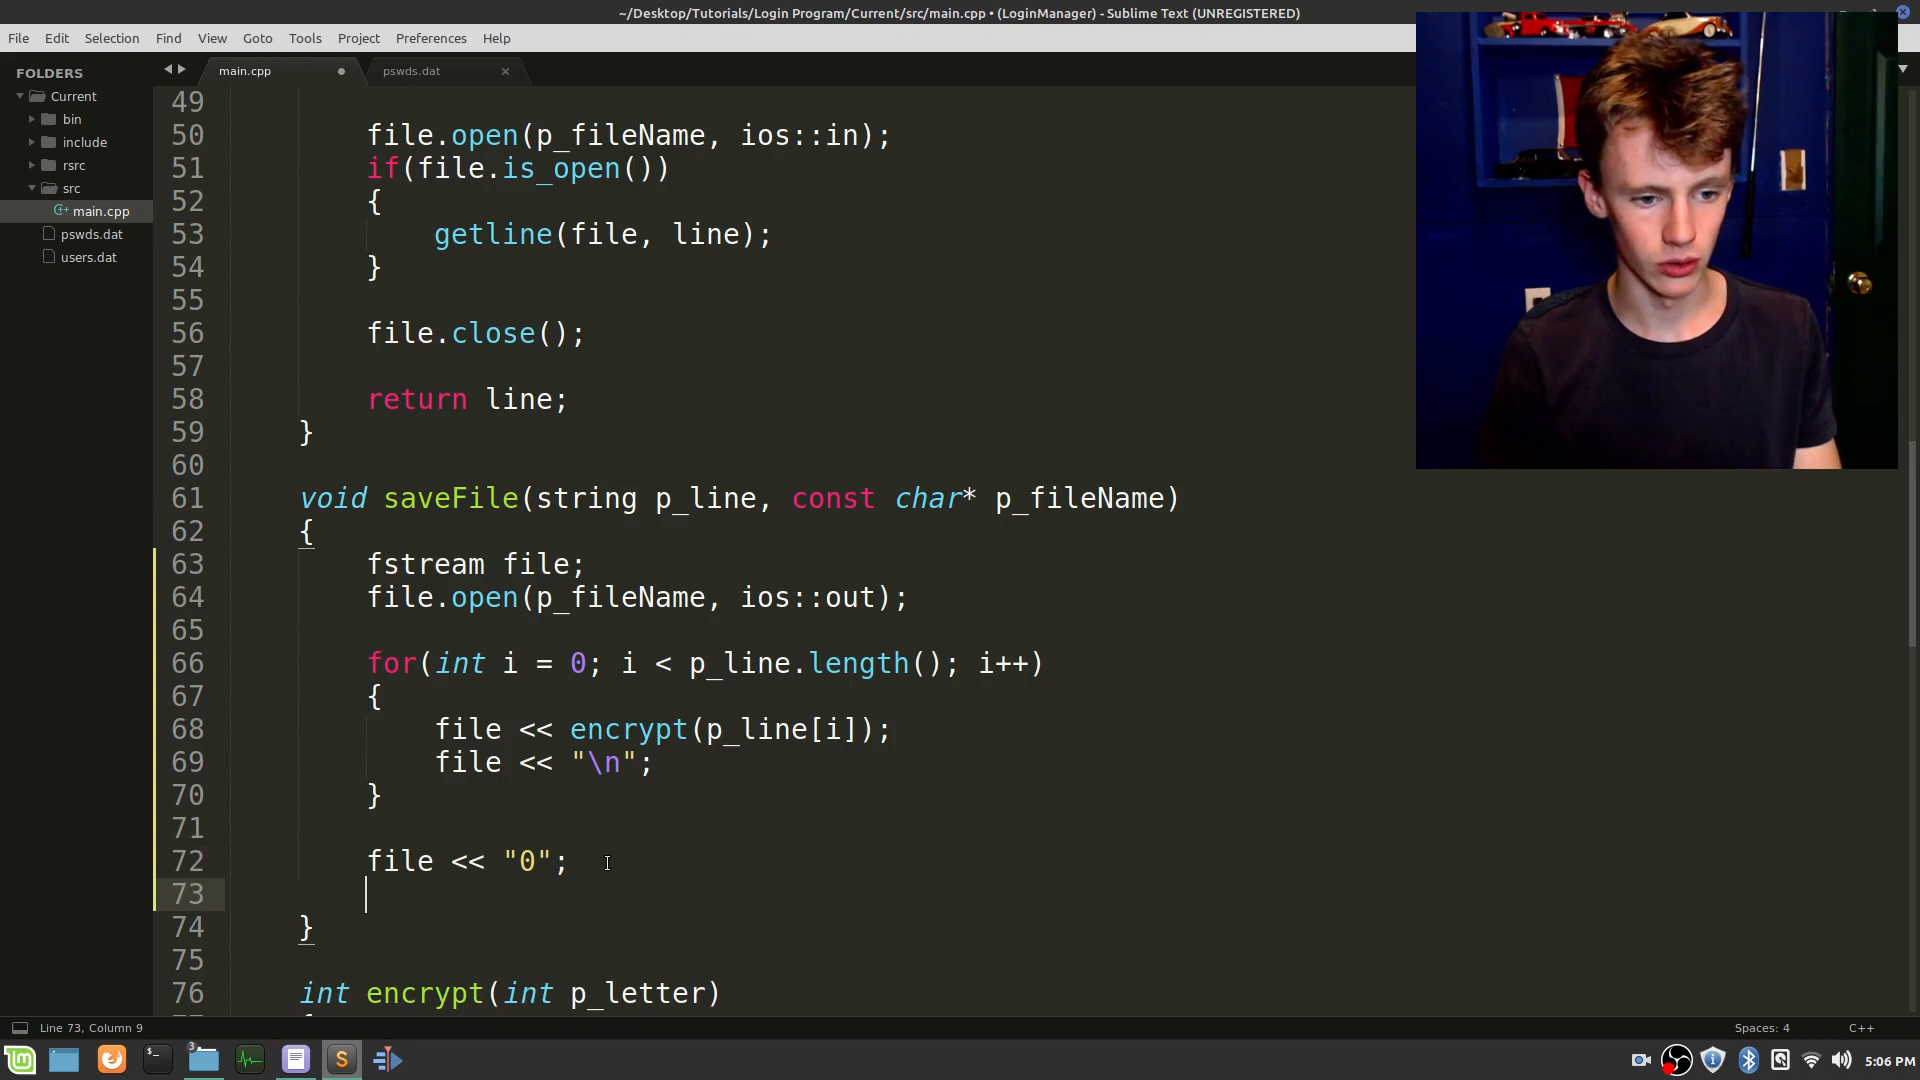 ~/Desktop/Tutorials/Login Program/Current/src/main.cpp • (LoginManager) - Sublime Text (UNREGISTERED)
File Edit Selection Find View Goto Tools Project Preferences Help
FOLDERS
Current
bin
include
rsrc
src
main.cpp
pswds.dat
users.dat
main.cpp pswds.dat
49
50 file.open(p_fileName, ios::in);
51 if(file.is_open())
52 {
53 getline(file, line);
54 }
55
56 file.close();
57
58 return line;
59 }
60
61 void saveFile(string p_line, const char* p_fileName)
62 {
63 fstream file;
64 file.open(p_fileName, ios::out);
65
66 for(int i = 0; i < p_line.length(); i++)
67 {
68 file << encrypt(p_line[i]);
69 file << "\n";
70 }
71
72 file << "0";
73
74 }
75
76 int encrypt(int p_letter)
Line 73, Column 9 Spaces: 4 C++
3
5:06 PM